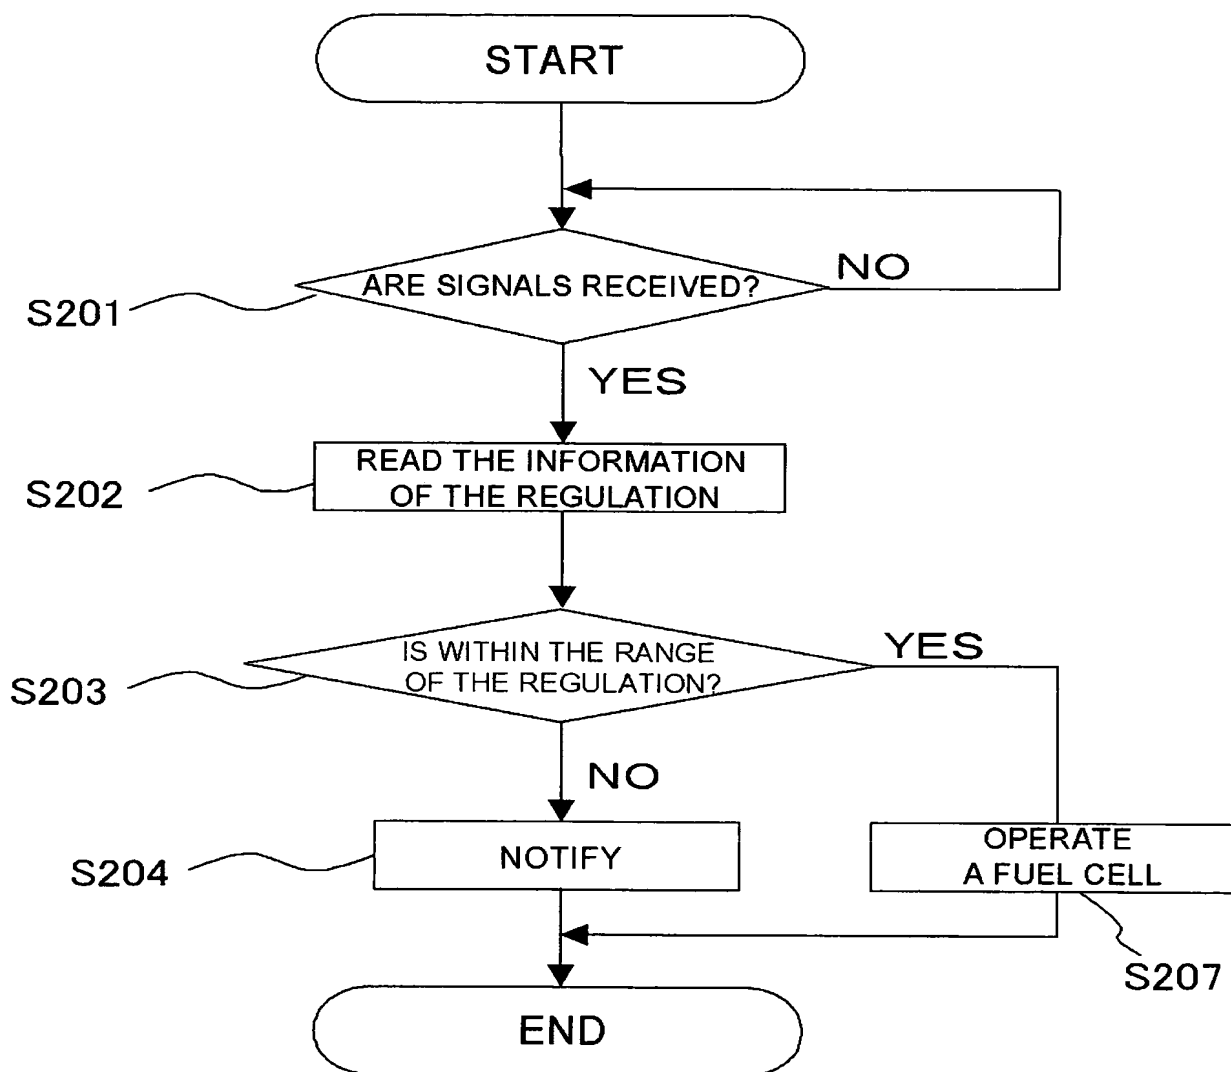 START
ARE SIGNALS RECEIVED?
NO
S201
YES
READ THE INFORMATION
OF THE REGULATION
S202
IS WITHIN THE RANGE
OF THE REGULATION?
YES
S203
NO
NOTIFY
OPERATE
A FUEL CELL
S204
S207
END